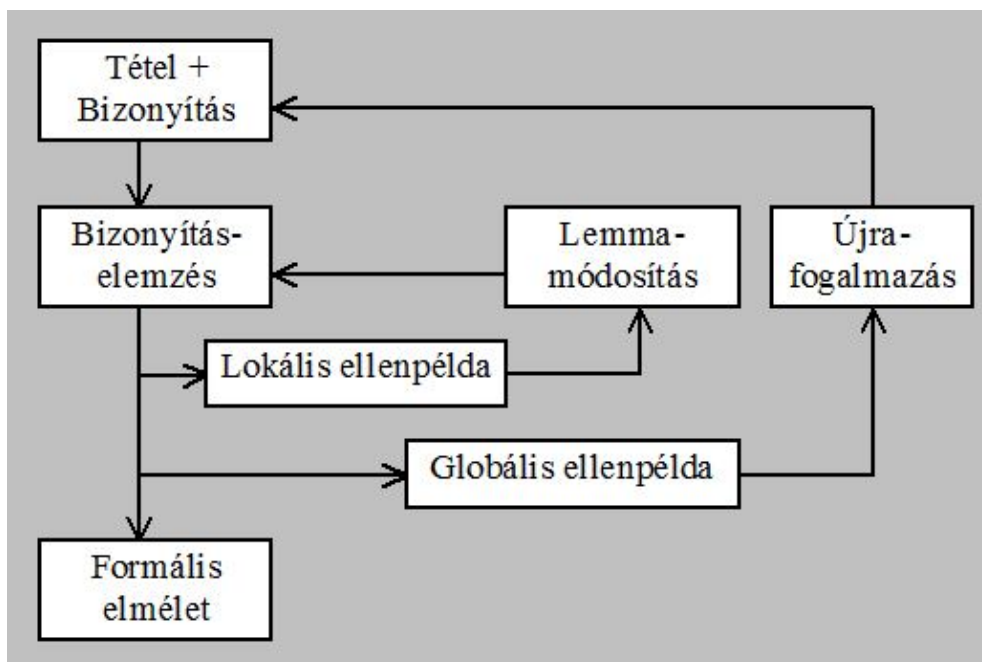 Tétel +
Bizonyítás
Bizonyítás-
elemzés
Lemma-
módosítás
Újra-
fogalmazás
Lokális ellenpélda
Globális ellenpélda
Formális
elmélet